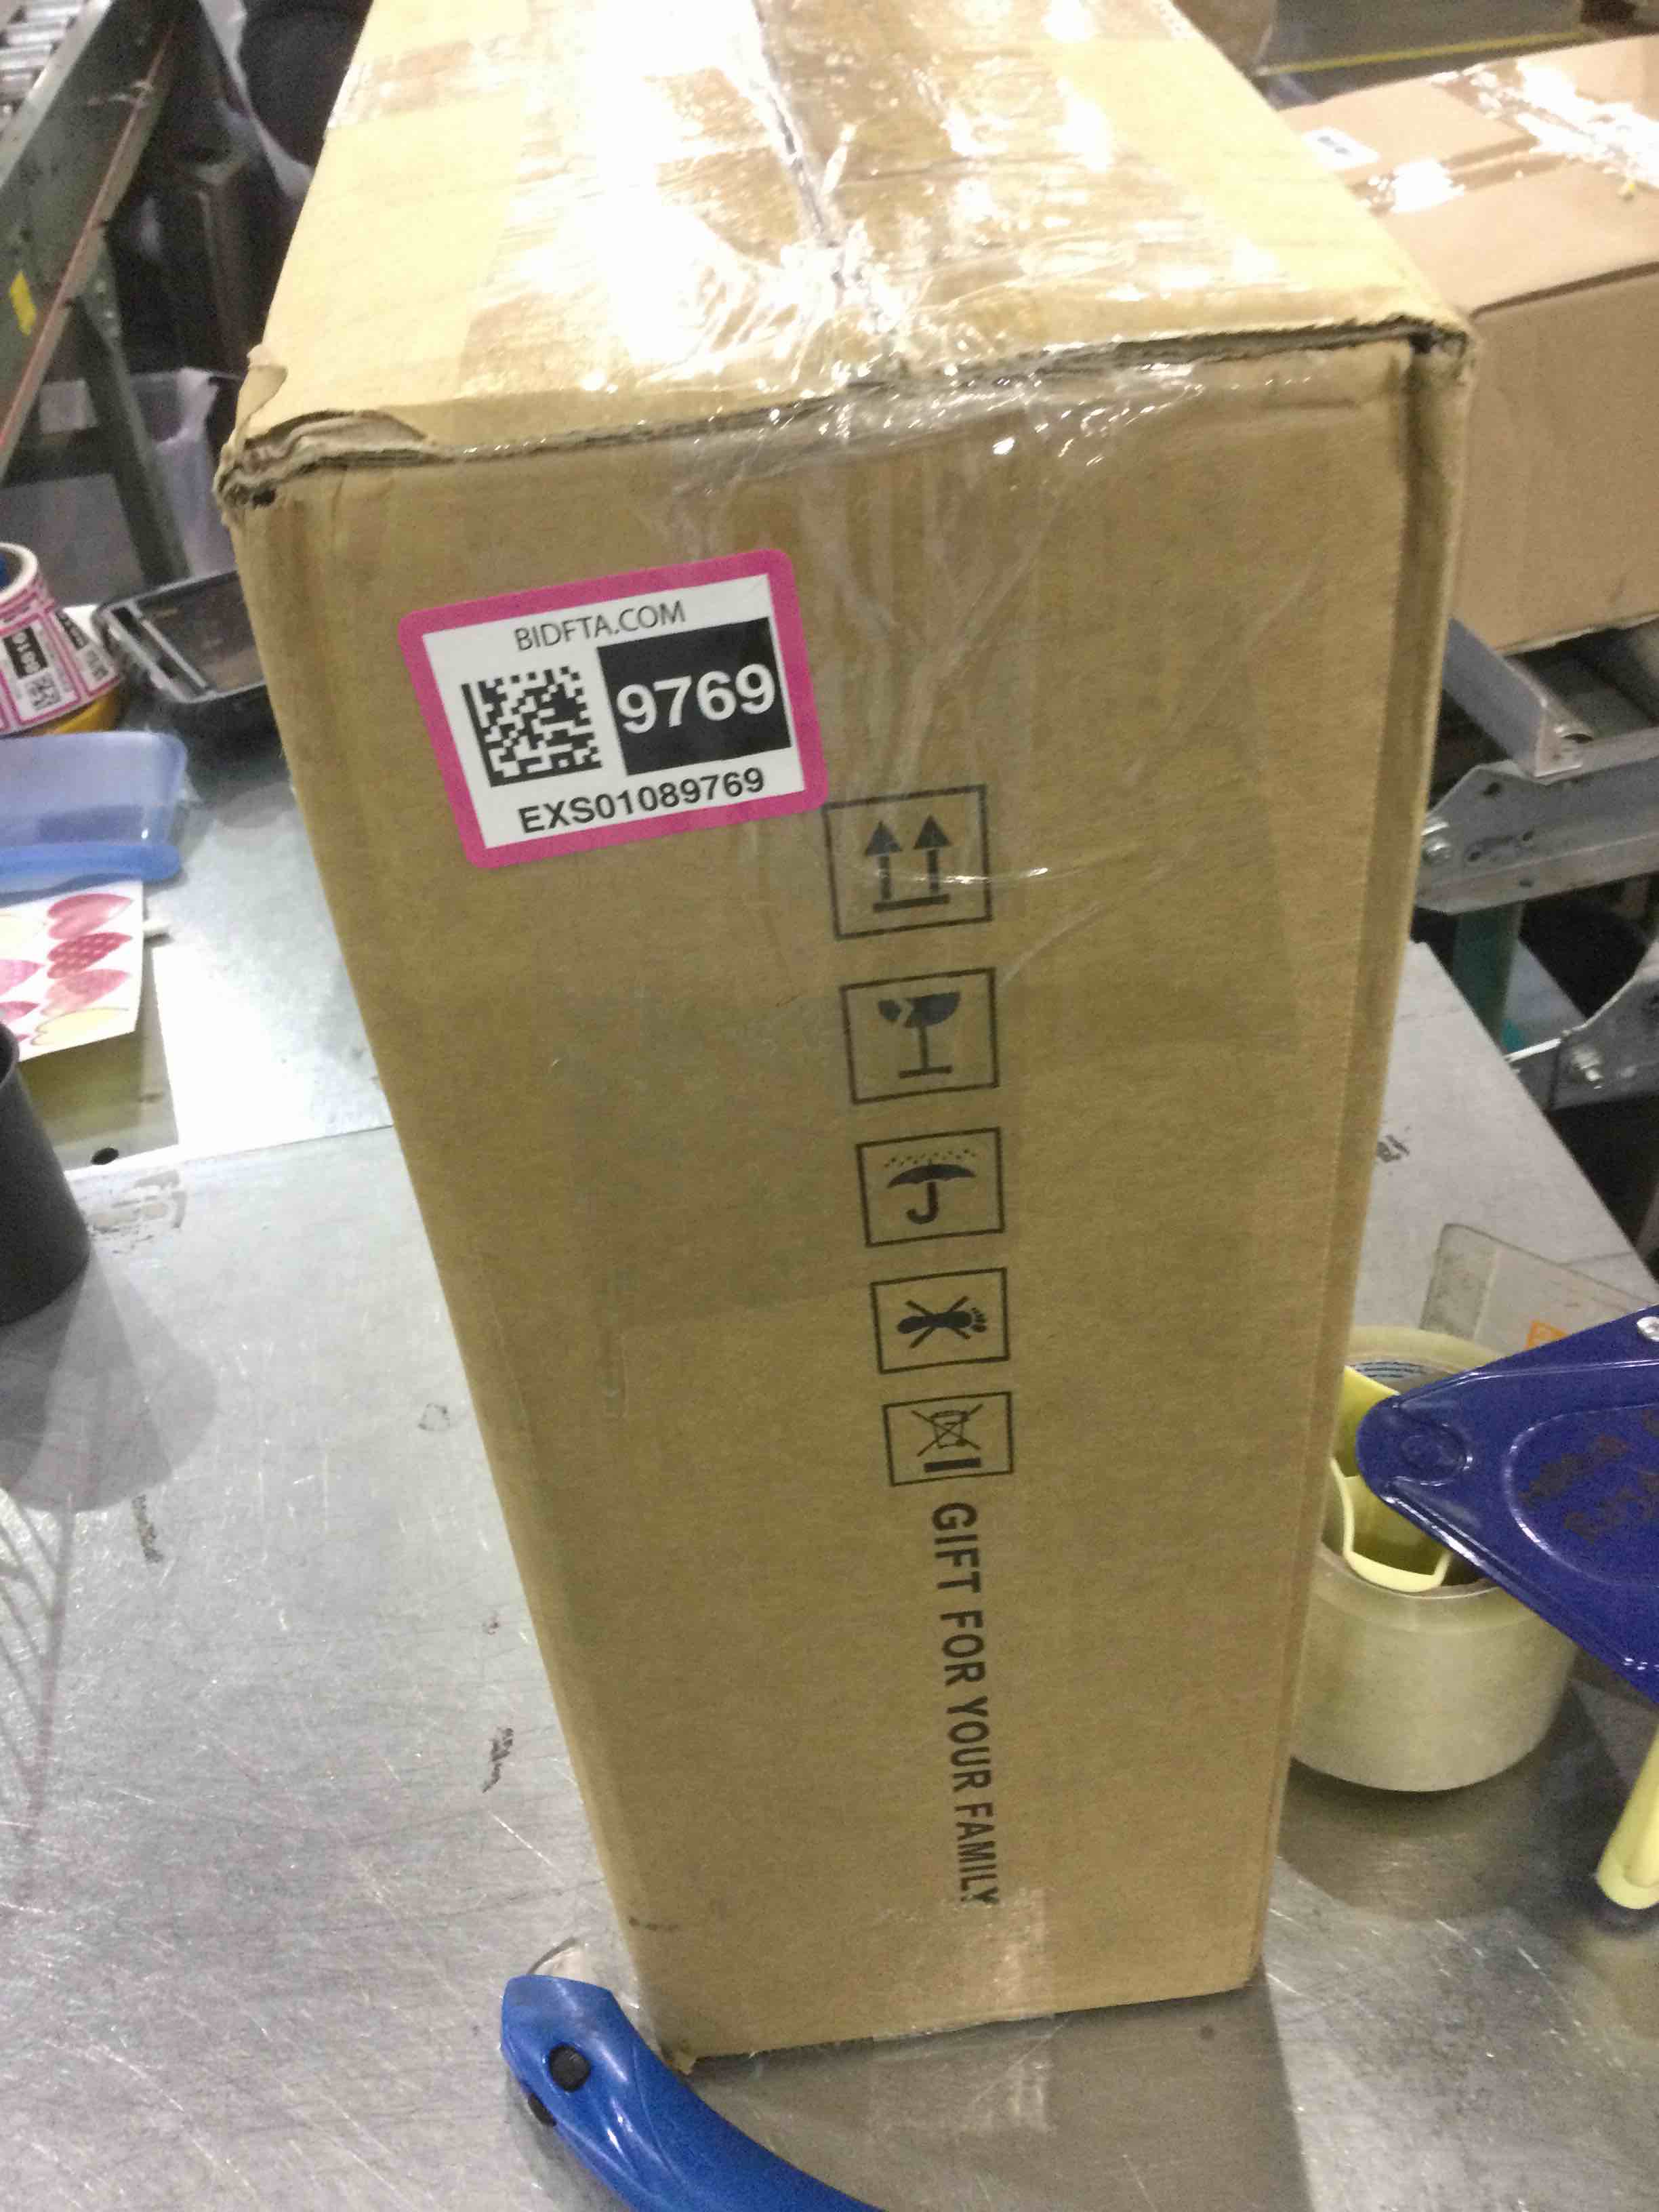 BIDFTA.COM
9769
EXS01089769
GIFT FOR YOUR FAMILY